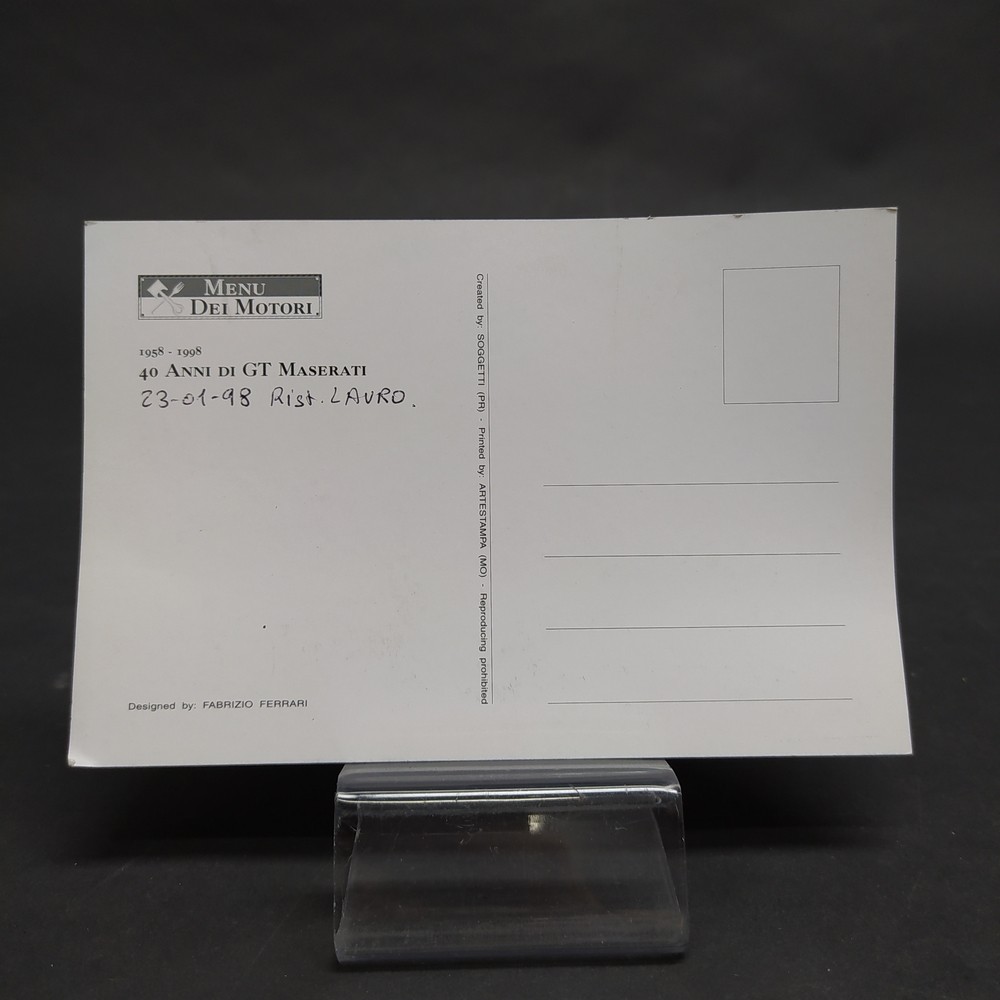 MENU
DEI MOTORI
1958 - 1998
40 ANNI DI GT MASERATI
23-01-98 Rist. LAURO.
Designed by: FABRIZIO FERRARI
Created by: SOGGETTI (PR) - Printed by: ARTESTAMPA (MO) - Reproducing prohibited